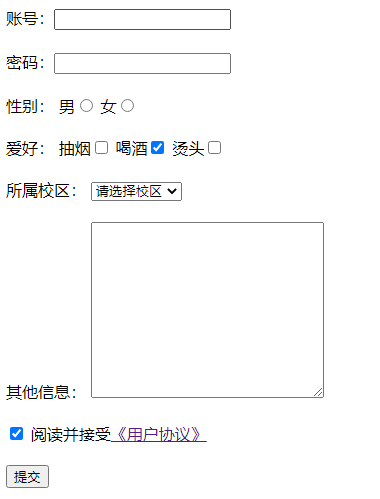 账号：
密码：
性别： 男 女
爱好： 抽烟 喝酒 烫头
所属校区： 请选择校区
其他信息：
阅读并接受《用户协议》
提交